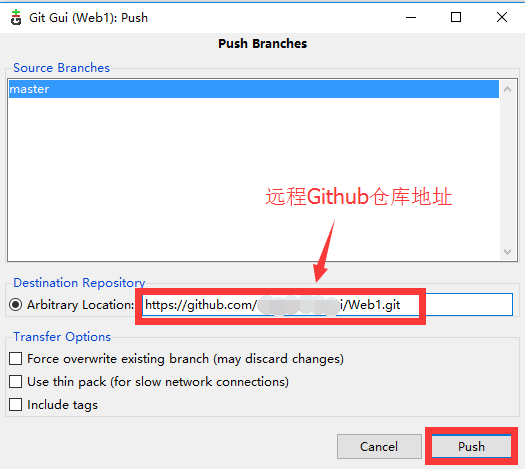 Git Gui (Web1): Push
Push Branches
Source Branches
master
远程Github仓库地址
Destination Repository
Arbitrary Location: https://github.com/ i/Web1.git
Transfer Options
Force overwrite existing branch (may discard changes)
Use thin pack (for slow network connections)
Include tags
Cancel Push